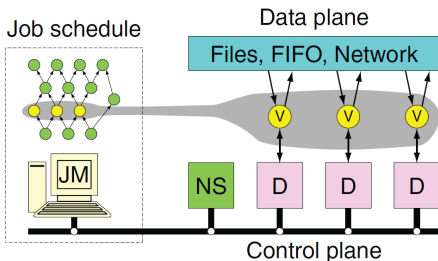 Job schedule
Data plane
Files, FIFO, Network
V V V
JM
NS D D D
Control plane